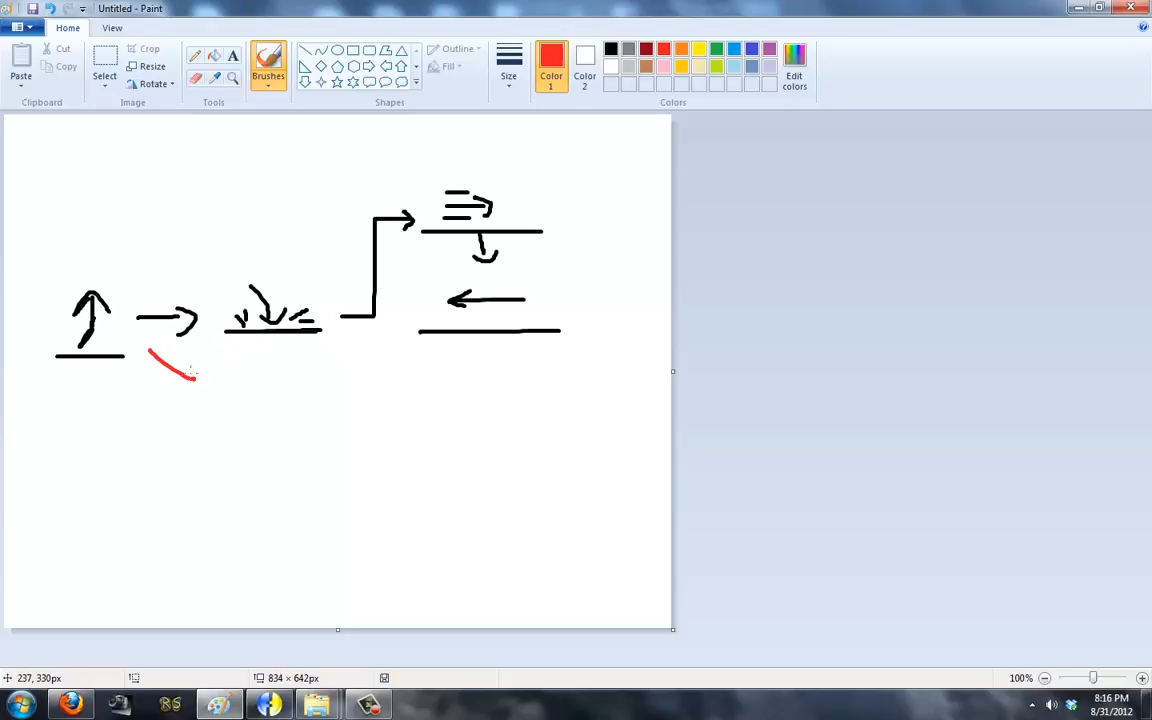 Untitled - Paint
Home View
Paste
Cut
Copy
Clipboard
Select
Crop
Resize
Rotate
Image
Tools
Brushes
Shapes
Outline
Fill
Size
Color
1
Color
2
Edit
colors
Colors
237, 330px
834 × 642px
100%
RS
8:16 PM
8/31/2012